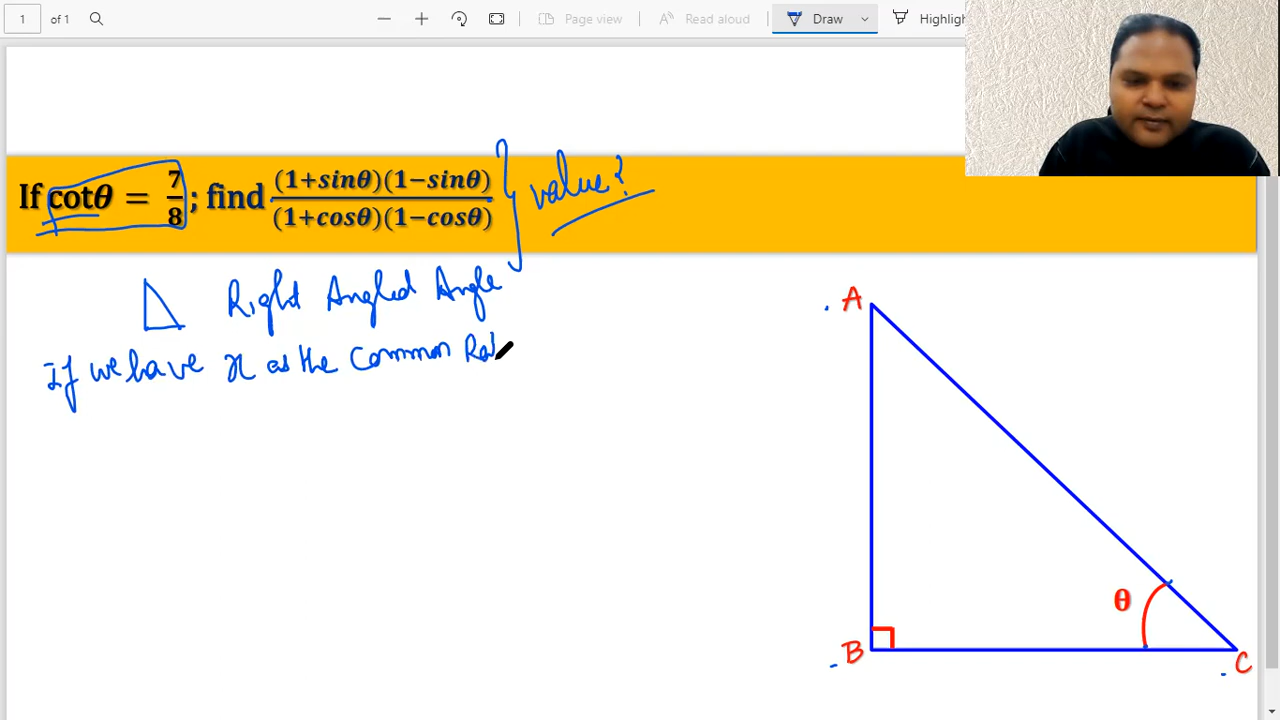 1 of 1 Page view Read aloud Draw Highligh
If cotθ = 7/8 ; find (1+sinθ)(1−sinθ)/(1+cosθ)(1−cosθ) } value?
Δ Right Angled Angle
If we have x as the Common Rati
A
θ
B
C